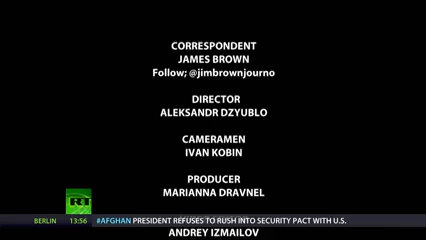 CORRESPONDENT
JAMES BROWN
Follow; @jimbrownjourno
DIRECTOR
ALEKSANDR DZYUBLO
CAMERAMEN
IVAN KOBIN
PRODUCER
MARIANNA DRAVNEL
RT
BERLIN 13:56 #AFGHAN PRESIDENT REFUSES TO RUSH INTO SECURITY PACT WITH U.S.
ANDREY IZMAILOV